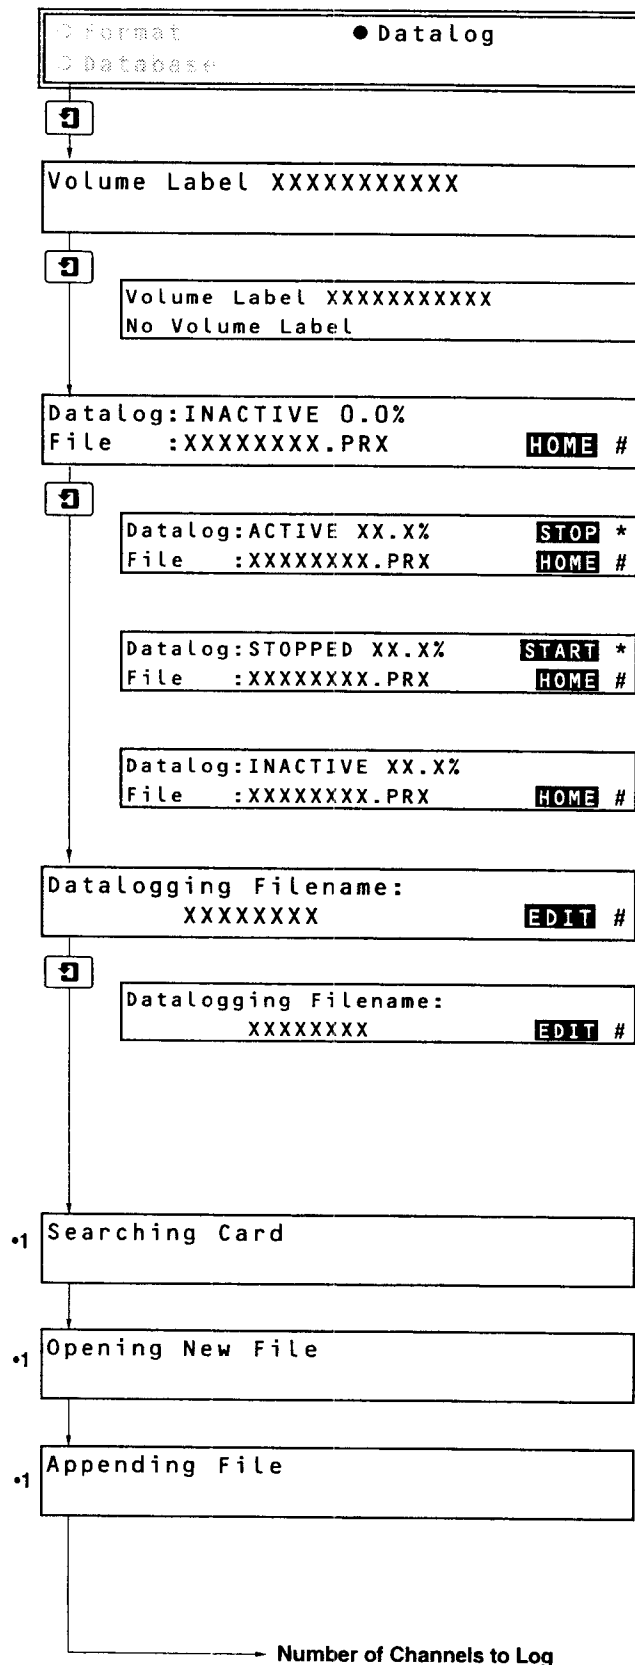 Format ● Datalog
Database
Volume Label XXXXXXXXXXX
Volume Label XXXXXXXXXXX
No Volume Label
Datalog:INACTIVE 0.0%
File :XXXXXXXX.PRX HOME #
Datalog:ACTIVE XX.X% STOP *
File :XXXXXXXX.PRX HOME #
Datalog:STOPPED XX.X% START *
File :XXXXXXXX.PRX HOME #
Datalog:INACTIVE XX.X%
File :XXXXXXXX.PRX HOME #
Datalogging Filename:
XXXXXXXX EDIT #
Datalogging Filename:
XXXXXXXX EDIT #
•1 Searching Card
•1 Opening New File
•1 Appending File
Number of Channels to Log